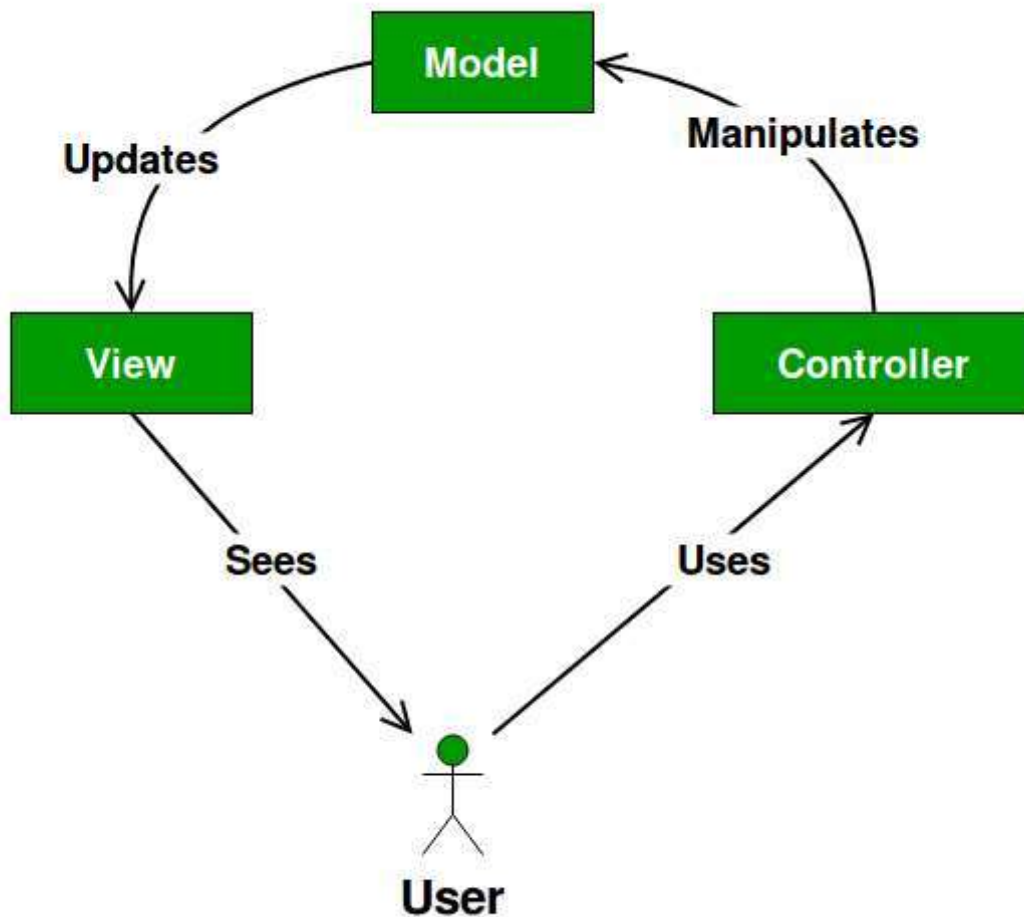 Model
Updates
Manipulates
View
Controller
Sees
Uses
User